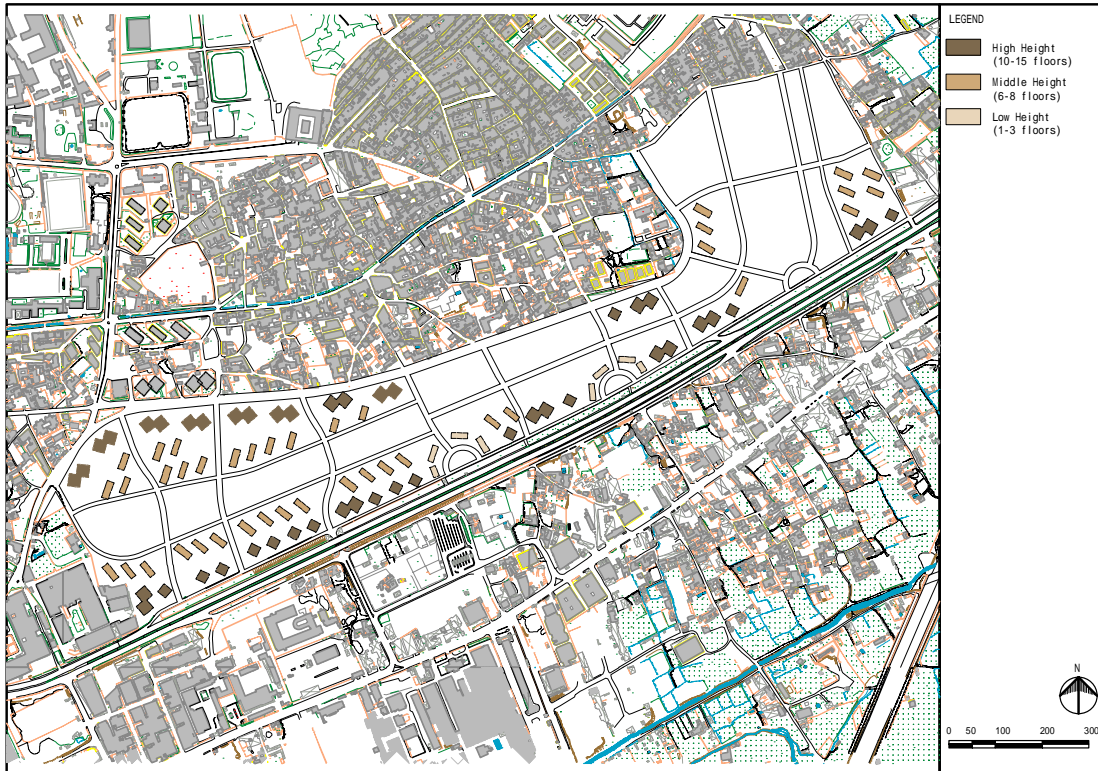 LEGEND
High Height
(10-15 floors)
Middle Height
(6-8 floors)
Low Height
(1-3 floors)
N
0 50 100 200 300